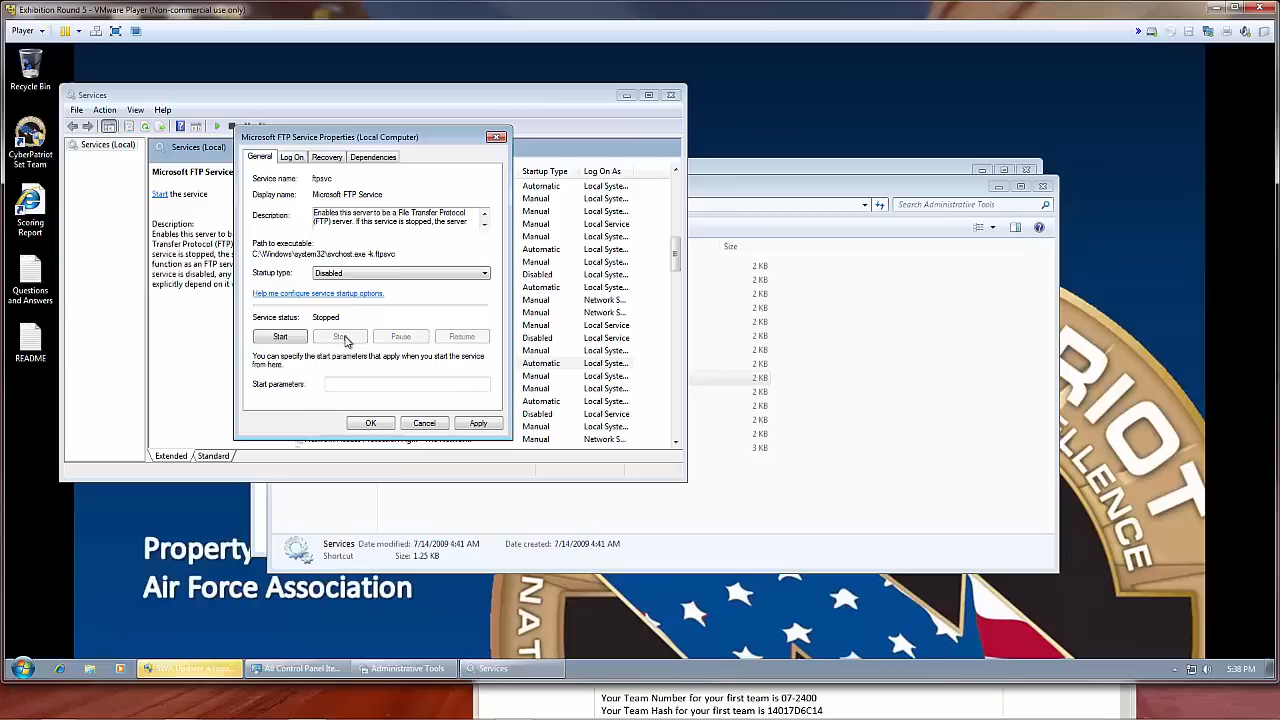 Exhibition Round 5 - VMware Player (Non-commercial use only)
Player
Recycle Bin
CyberPatriot
Set Team
Scoring
Report
Questions
and Answers
README
Services
File Action View Help
Services (Local)
Services (Local)
Microsoft FTP Service
Start the service
Description:
Enables this server to b
Transfer Protocol (FTP)
service is stopped, the
function as an FTP serv
service is disabled, any
explicitly depend on it v
Microsoft FTP Service Properties (Local Computer)
General Log On Recovery Dependencies
Service name: ftpsvc
Display name: Microsoft FTP Service
Description: Enables this server to be a File Transfer Protocol
(FTP) server. If this service is stopped, the server
Path to executable:
C:\Windows\system32\svchost.exe -k ftpsvc
Startup type: Disabled
Help me configure service startup options.
Service status: Stopped
Start Stop Pause Resume
You can specify the start parameters that apply when you start the service
from here.
Start parameters:
OK Cancel Apply
Startup Type Log On As
Automatic Local Syste...
Manual Local Syste...
Manual Local Syste...
Manual Local Service
Manual Local Syste...
Automatic Local Syste...
Manual Local Syste...
Disabled Local Syste...
Automatic Local Syste...
Manual Network S...
Manual Network S...
Manual Local Service
Disabled Local Service
Manual Local Syste...
Automatic Local Syste...
Manual Local Syste...
Manual Local Syste...
Automatic Local Syste...
Disabled Local Service
Manual Local Syste...
Manual Network S...
Extended Standard
Search Administrative Tools
Size
2 KB
2 KB
2 KB
2 KB
2 KB
2 KB
2 KB
2 KB
2 KB
2 KB
2 KB
2 KB
2 KB
3 KB
Services Date modified: 7/14/2009 4:41 AM Date created: 7/14/2009 4:41 AM
Shortcut Size: 1.25 KB
Property
Air Force Association
RIOT
ELLENCE
NAT
All Control Panel Ite...
Administrative Tools
Services
5:38 PM
Your Team Number for your first team is 07-2400
Your Team Hash for your first team is 14017D6C14